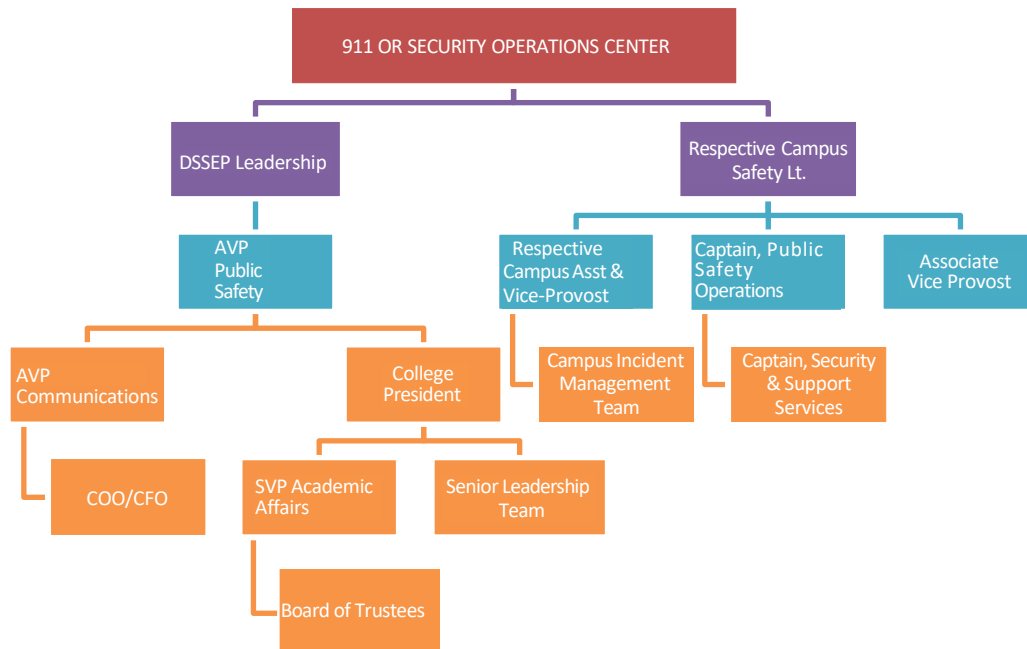 911 OR SECURITY OPERATIONS CENTER
DSSEP Leadership
Respective Campus
Safety Lt.
AVP
Public
Safety
Respective
Campus Asst &
Vice-Provost
Captain, Public
Safety
Operations
Associate
Vice Provost
AVP
Communications
College
President
Campus Incident
Management
Team
Captain, Security
& Support
Services
COO/CFO
SVP Academic
Affairs
Senior Leadership
Team
Board of Trustees